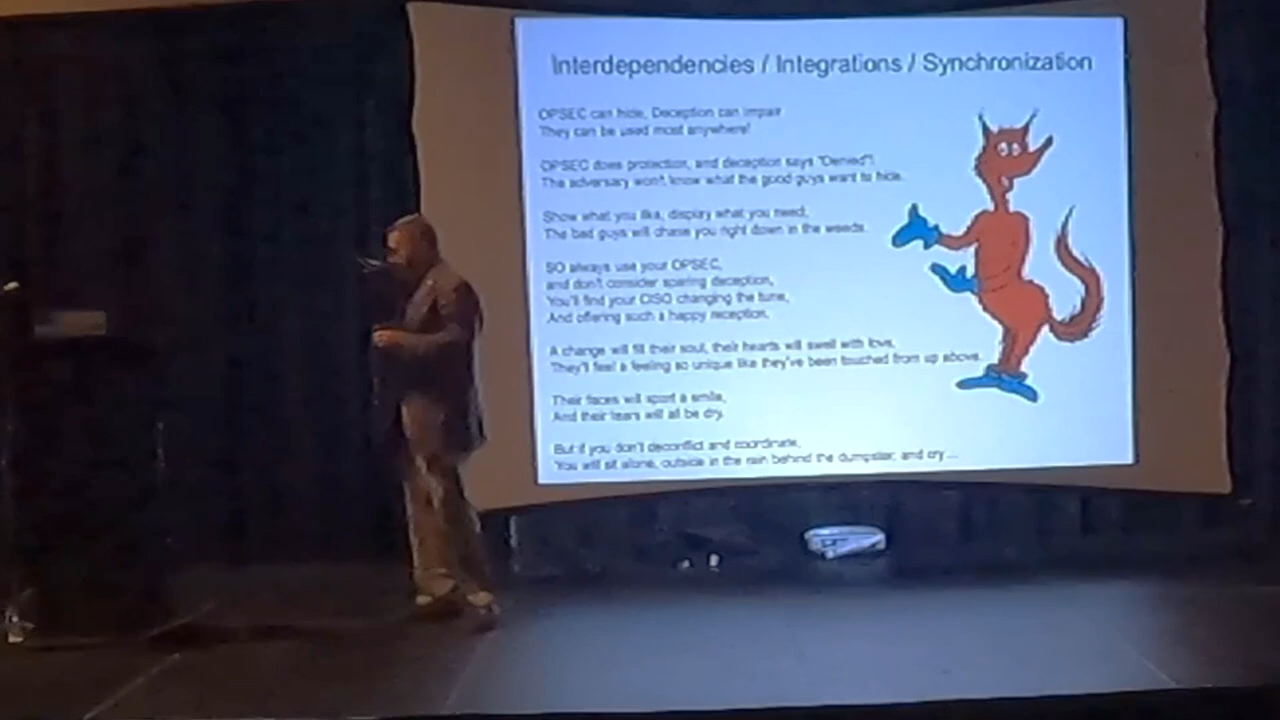 Interdependencies / Integrations / Synchronization
OPSEC can hide, Deception can impair
They can be used most anywhere!
OPSEC does protection, and deception says "Denied"!
The adversary won't know what the good guys want to hide.
Show what you like, display what you need,
The bad guys will chase you right down in the weeds.
SO always use your OPSEC,
and don't consider sparing deception,
You'll find your CISO changing the tune,
And offering such a happy reception.
A change will fill their soul, their hearts will swell with love,
They'll feel a feeling so unique like they've been touched from up above.
Their faces will sport a smile,
And their tears will all be dry.
But if you don't deconflict and coordinate,
You will sit alone, outside in the rain behind the dumpster, and cry ...